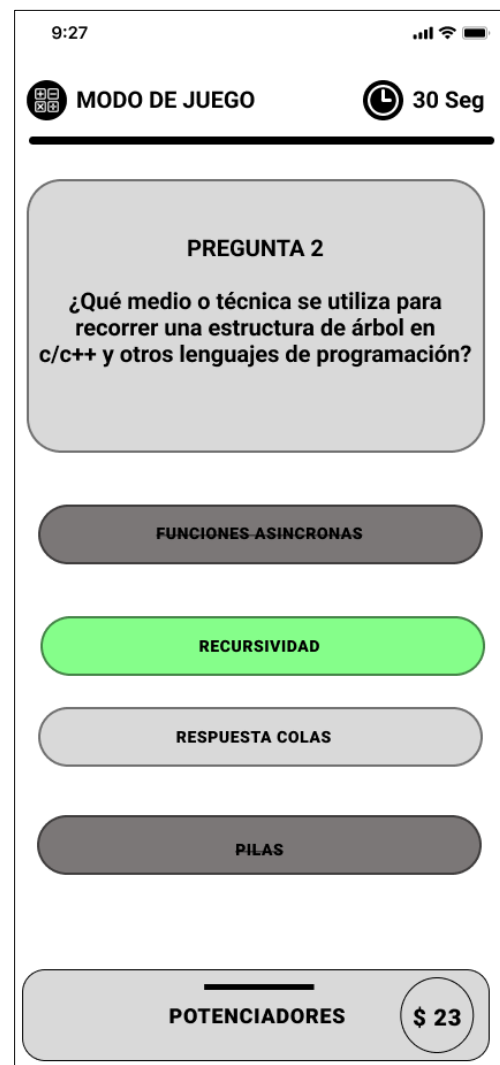 9:27
MODO DE JUEGO
30 Seg
PREGUNTA 2
¿Qué medio o técnica se utiliza para
recorrer una estructura de árbol en
c/c++ y otros lenguajes de programación?
FUNCIONES ASINCRONAS
RECURSIVIDAD
RESPUESTA COLAS
PILAS
POTENCIADORES
$ 23